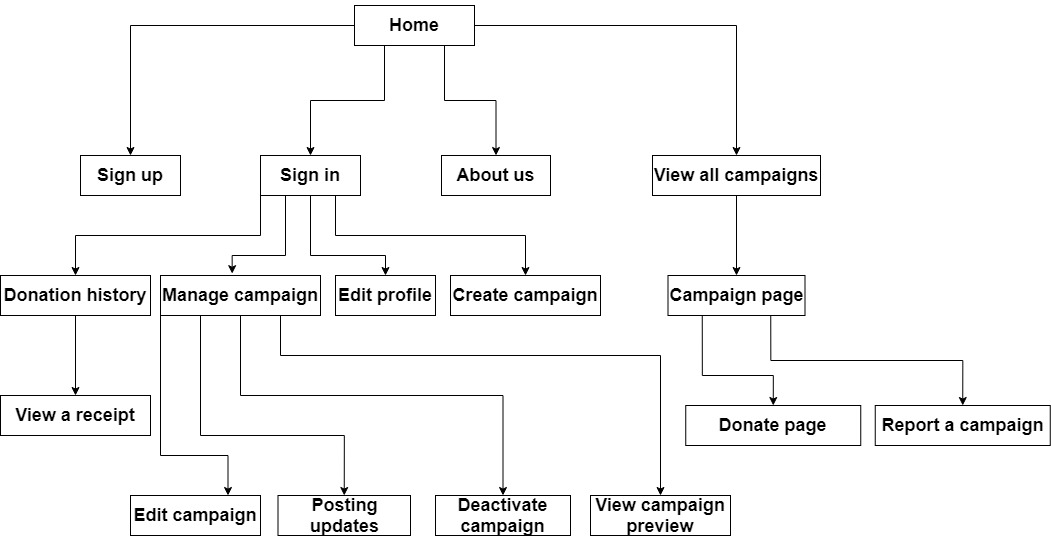 Home
Sign up
Sign in
About us
View all campaigns
Donation history
Manage campaign
Edit profile
Create campaign
Campaign page
View a receipt
Donate page
Report a campaign
Edit campaign
Posting
updates
Deactivate
campaign
View campaign
preview